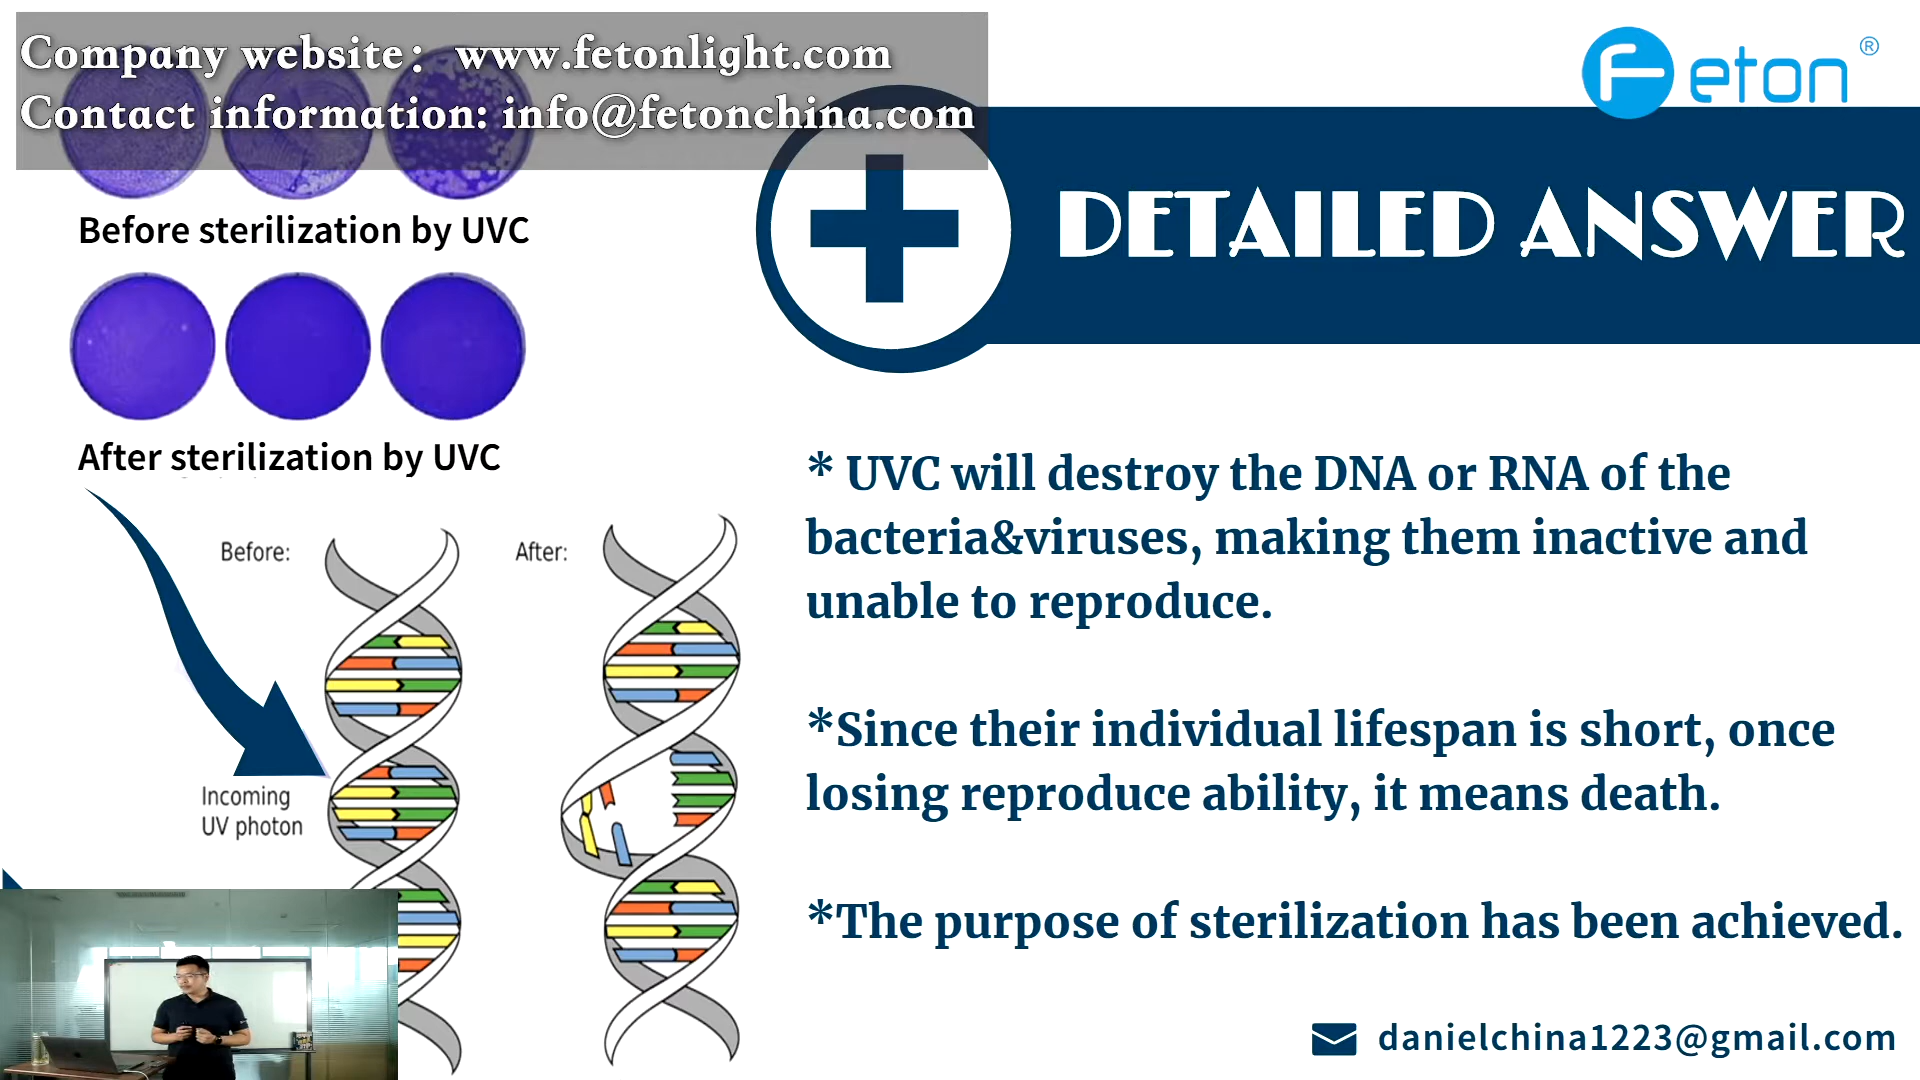 Company website：www.fetonlight.com
Contact information: info@fetonchina.com
Feton ®
DETAILED ANSWER
Before sterilization by UVC
After sterilization by UVC
Before:
After:
Incoming
UV photon
* UVC will destroy the DNA or RNA of the
bacteria&viruses, making them inactive and
unable to reproduce.
*Since their individual lifespan is short, once
losing reproduce ability, it means death.
*The purpose of sterilization has been achieved.
danielchina1223@gmail.com